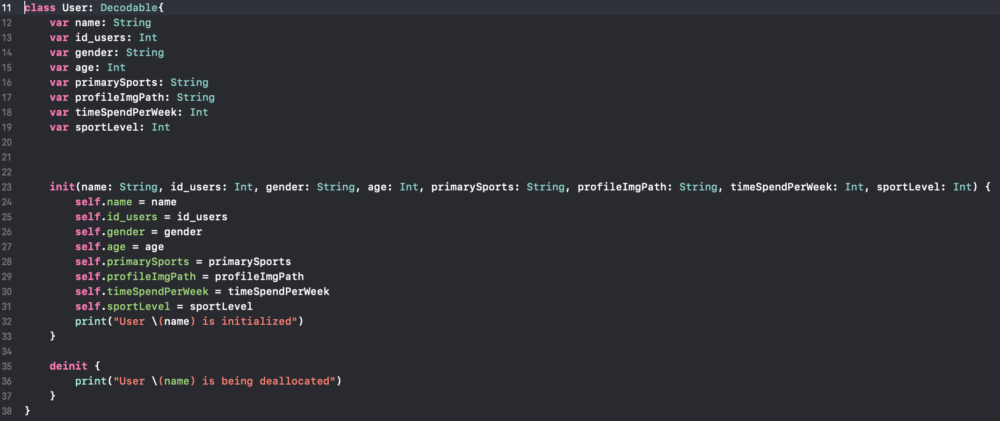 11 class User: Decodable{
12     var name: String
13     var id_users: Int
14     var gender: String
15     var age: Int
16     var primarySports: String
17     var profileImgPath: String
18     var timeSpendPerWeek: Int
19     var sportLevel: Int
20
21
22
23     init(name: String, id_users: Int, gender: String, age: Int, primarySports: String, profileImgPath: String, timeSpendPerWeek: Int, sportLevel: Int) {
24         self.name = name
25         self.id_users = id_users
26         self.gender = gender
27         self.age = age
28         self.primarySports = primarySports
29         self.profileImgPath = profileImgPath
30         self.timeSpendPerWeek = timeSpendPerWeek
31         self.sportLevel = sportLevel
32         print("User \(name) is initialized")
33     }
34
35     deinit {
36         print("User \(name) is being deallocated")
37     }
38 }